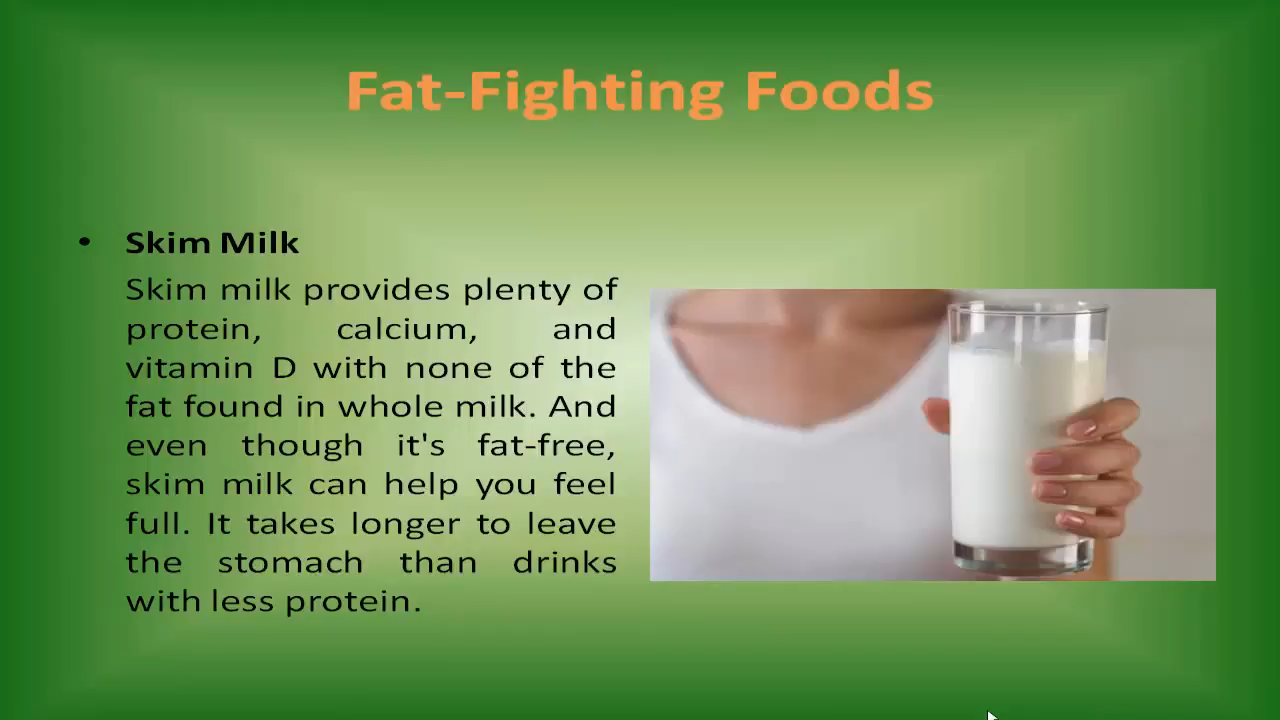 Fat-Fighting Foods
• Skim Milk
Skim milk provides plenty of
protein, calcium, and
vitamin D with none of the
fat found in whole milk. And
even though it's fat-free,
skim milk can help you feel
full. It takes longer to leave
the stomach than drinks
with less protein.